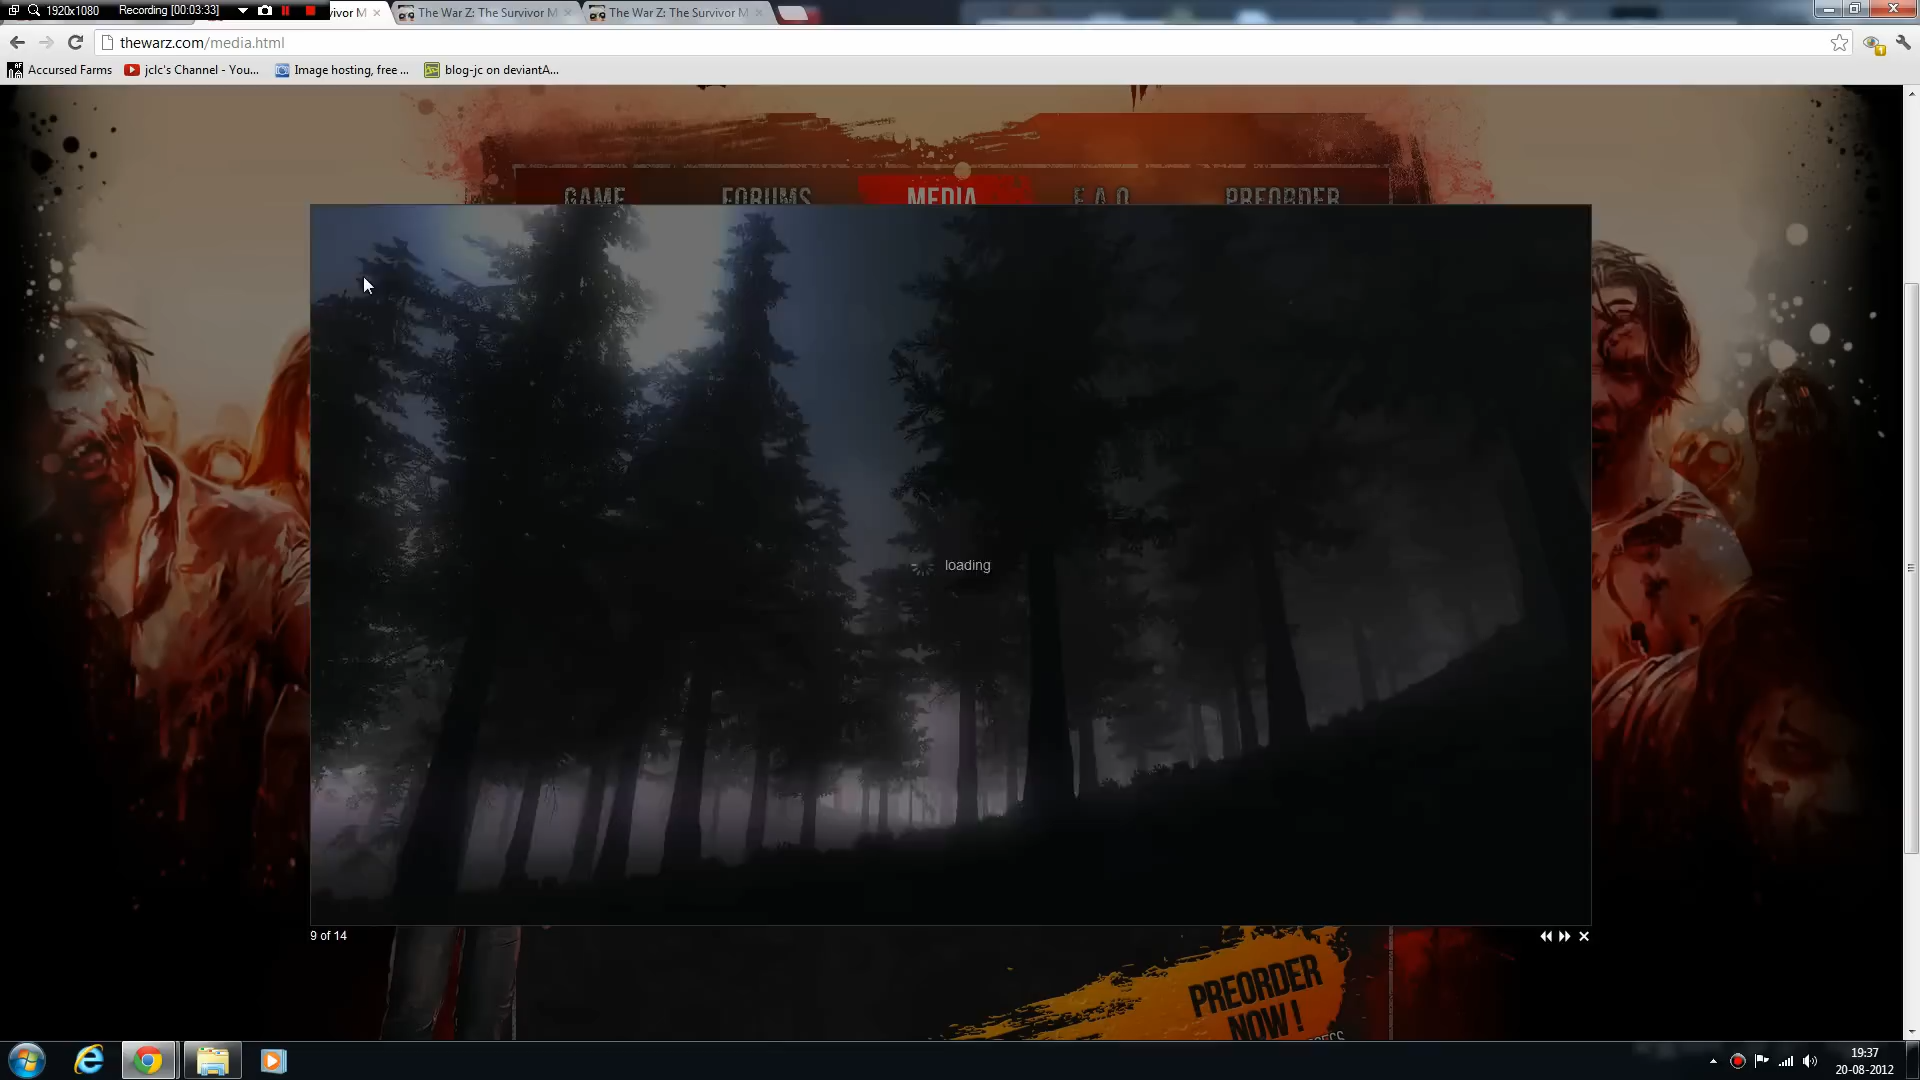 1920x1080 Recording [00:03:33]
vivor M
The War Z: The Survivor M
The War Z: The Survivor M
thewarz.com/media.html
Accursed Farms
jclc's Channel - You...
Image hosting, free ...
blog-jc on deviantA...
GAME FORUMS MEDIA F.A.Q PREORDER
loading
9 of 14
PREORDER
NOW!
19:37
20-08-2012